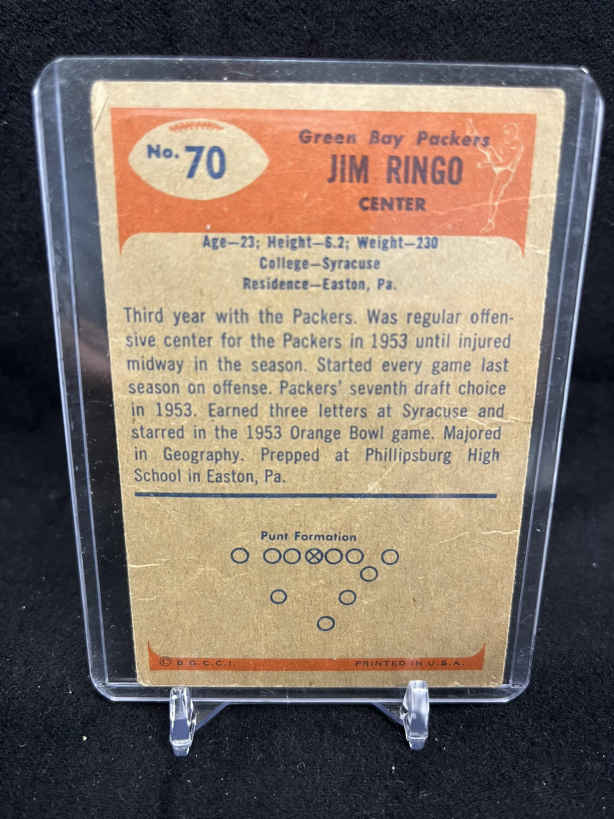 No. 70
Green Bay Packers
JIM RINGO
CENTER
Age—23; Height—6.2; Weight—230
College—Syracuse
Residence—Easton, Pa.
Third year with the Packers. Was regular offen-
sive center for the Packers in 1953 until injured
midway in the season. Started every game last
season on offense. Packers' seventh draft choice
in 1953. Earned three letters at Syracuse and
starred in the 1953 Orange Bowl game. Majored
in Geography. Prepped at Phillipsburg High
School in Easton, Pa.
Punt Formation
© B.G.C.C.I. PRINTED IN U.S.A.